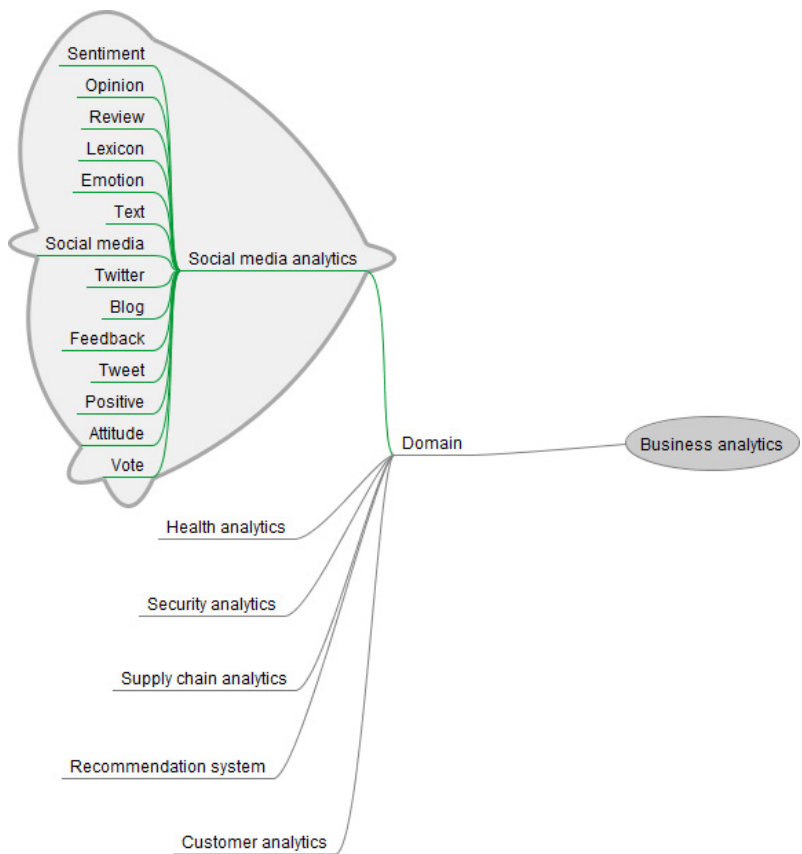 Sentiment
Opinion
Review
Lexicon
Emotion
Text
Social media
Twitter
Blog
Feedback
Tweet
Positive
Attitude
Vote
Social media analytics
Domain
Business analytics
Health analytics
Security analytics
Supply chain analytics
Recommendation system
Customer analytics